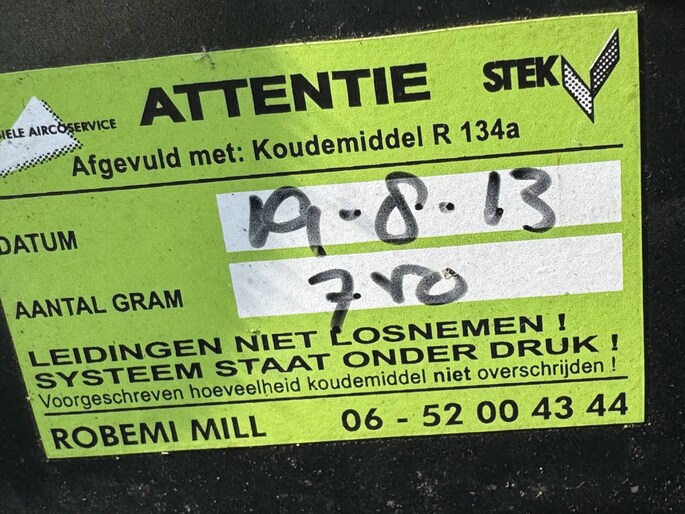 ATTENTIE
STEK
IELE AIRCOSERVICE
Afgevuld met: Koudemiddel R 134a
DATUM 19-8-13
AANTAL GRAM 750
LEIDINGEN NIET LOSNEMEN !
SYSTEEM STAAT ONDER DRUK !
Voorgeschreven hoeveelheid koudemiddel niet overschrijden !
ROBEMI MILL 06 - 52 00 43 44